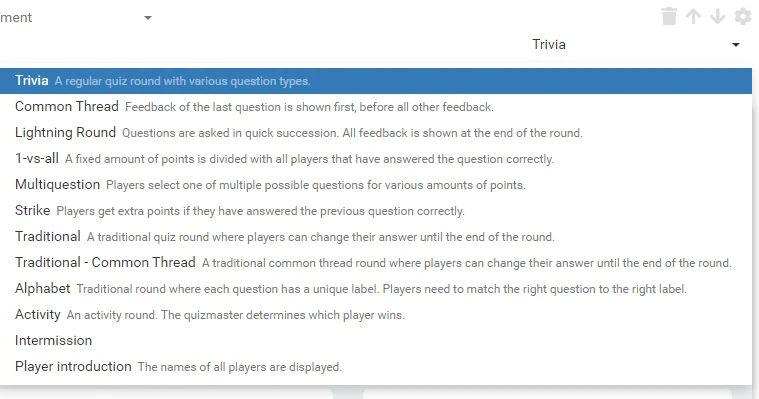 ment
Trivia
Trivia A regular quiz round with various question types.
Common Thread Feedback of the last question is shown first, before all other feedback.
Lightning Round Questions are asked in quick succession. All feedback is shown at the end of the round.
1-vs-all A fixed amount of points is divided with all players that have answered the question correctly.
Multiquestion Players select one of multiple possible questions for various amounts of points.
Strike Players get extra points if they have answered the previous question correctly.
Traditional A traditional quiz round where players can change their answer until the end of the round.
Traditional - Common Thread A traditional common thread round where players can change their answer until the end of the round.
Alphabet Traditional round where each question has a unique label. Players need to match the right question to the right label.
Activity An activity round. The quizmaster determines which player wins.
Intermission
Player introduction The names of all players are displayed.